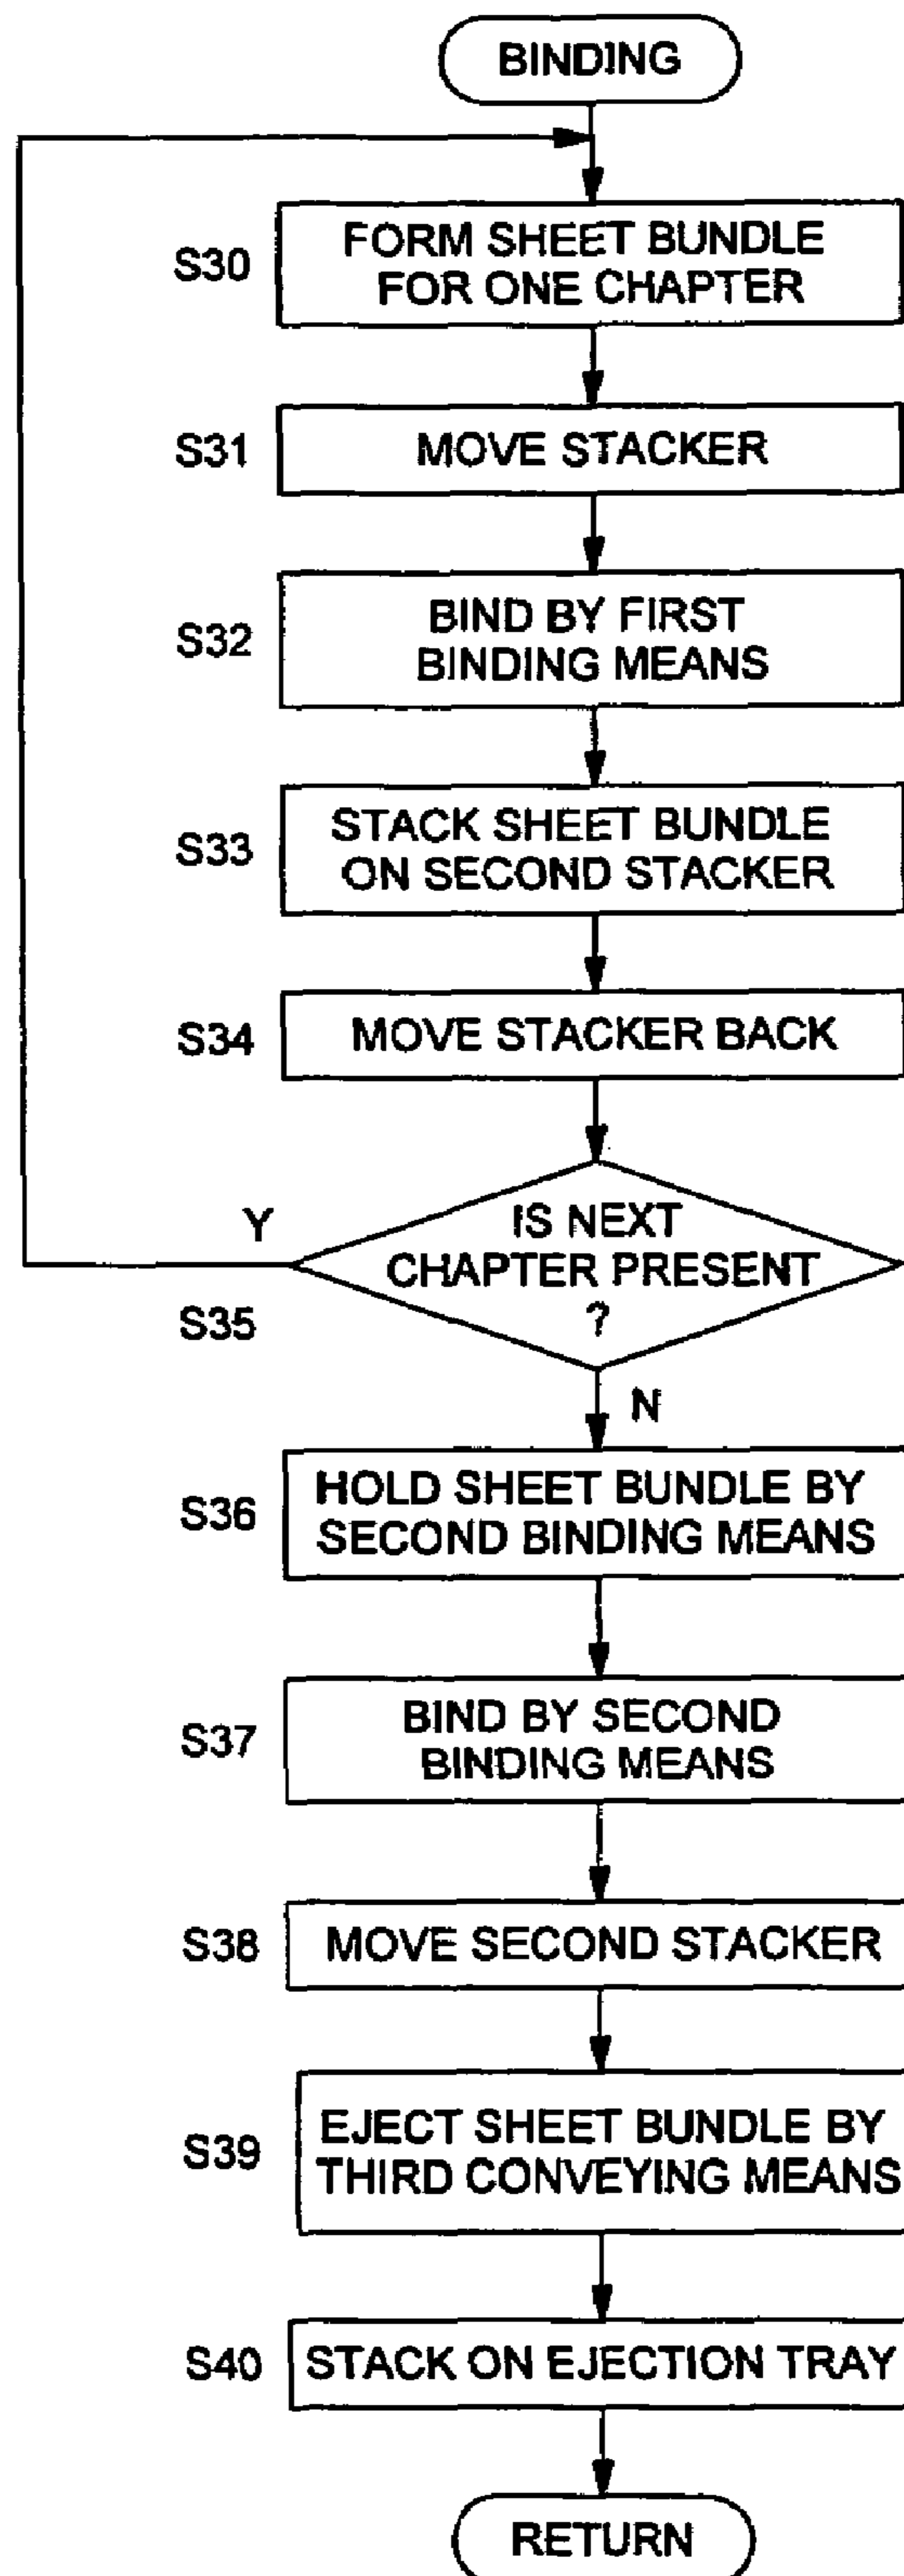 BINDING
S30
FORM SHEET BUNDLE
FOR ONE CHAPTER
S31
MOVE STACKER
S32
BIND BY FIRST
BINDING MEANS
S33
STACK SHEET BUNDLE
ON SECOND STACKER
S34
MOVE STACKER BACK
Y
IS NEXT
CHAPTER PRESENT
?
S35
N
S36
HOLD SHEET BUNDLE BY
SECOND BINDING MEANS
S37
BIND BY SECOND
BINDING MEANS
S38
MOVE SECOND STACKER
S39
EJECT SHEET BUNDLE BY
THIRD CONVEYING MEANS
S40
STACK ON EJECTION TRAY
RETURN